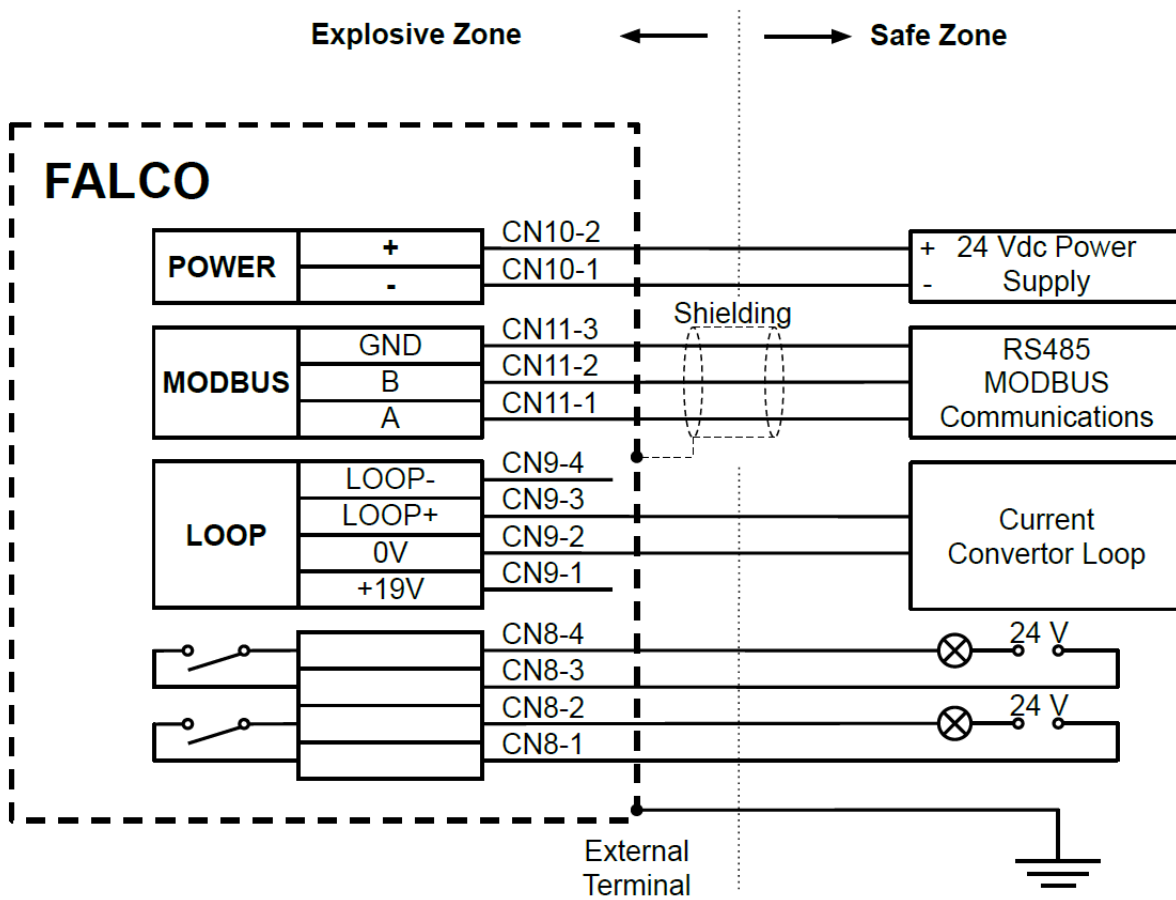 Explosive Zone
Safe Zone
FALCO
POWER
+
-
CN10-2
CN10-1
+
-
24 Vdc Power
Supply
Shielding
MODBUS
GND
B
A
CN11-3
CN11-2
CN11-1
RS485
MODBUS
Communications
LOOP
LOOP-
LOOP+
0V
+19V
CN9-4
CN9-3
CN9-2
CN9-1
Current
Convertor Loop
CN8-4
CN8-3
CN8-2
CN8-1
24 V
24 V
External
Terminal